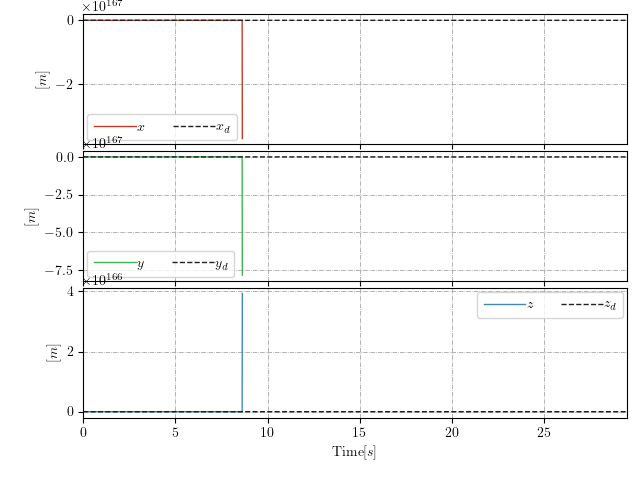 ×10^167
0
−2
[m]
x x_d
×10^167
0.0
−2.5
−5.0
−7.5
[m]
y y_d
×10^166
4
2
0
[m]
z z_d
0 5 10 15 20 25
Time[s]